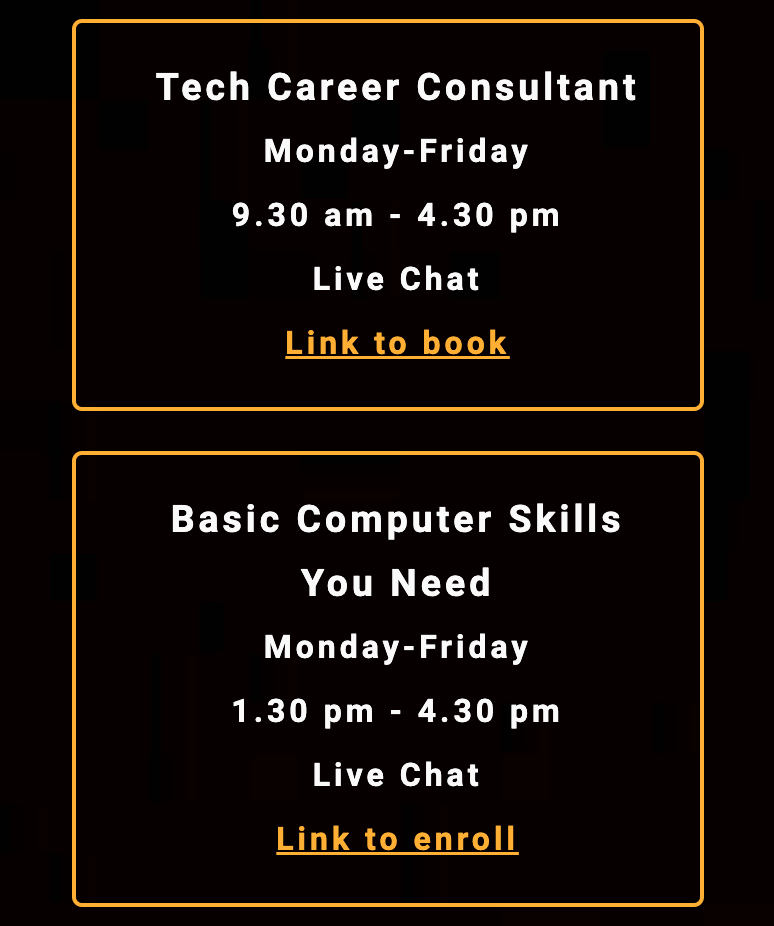 Tech Career Consultant
Monday-Friday
9.30 am - 4.30 pm
Live Chat
Link to book
Basic Computer Skills
You Need
Monday-Friday
1.30 pm - 4.30 pm
Live Chat
Link to enroll